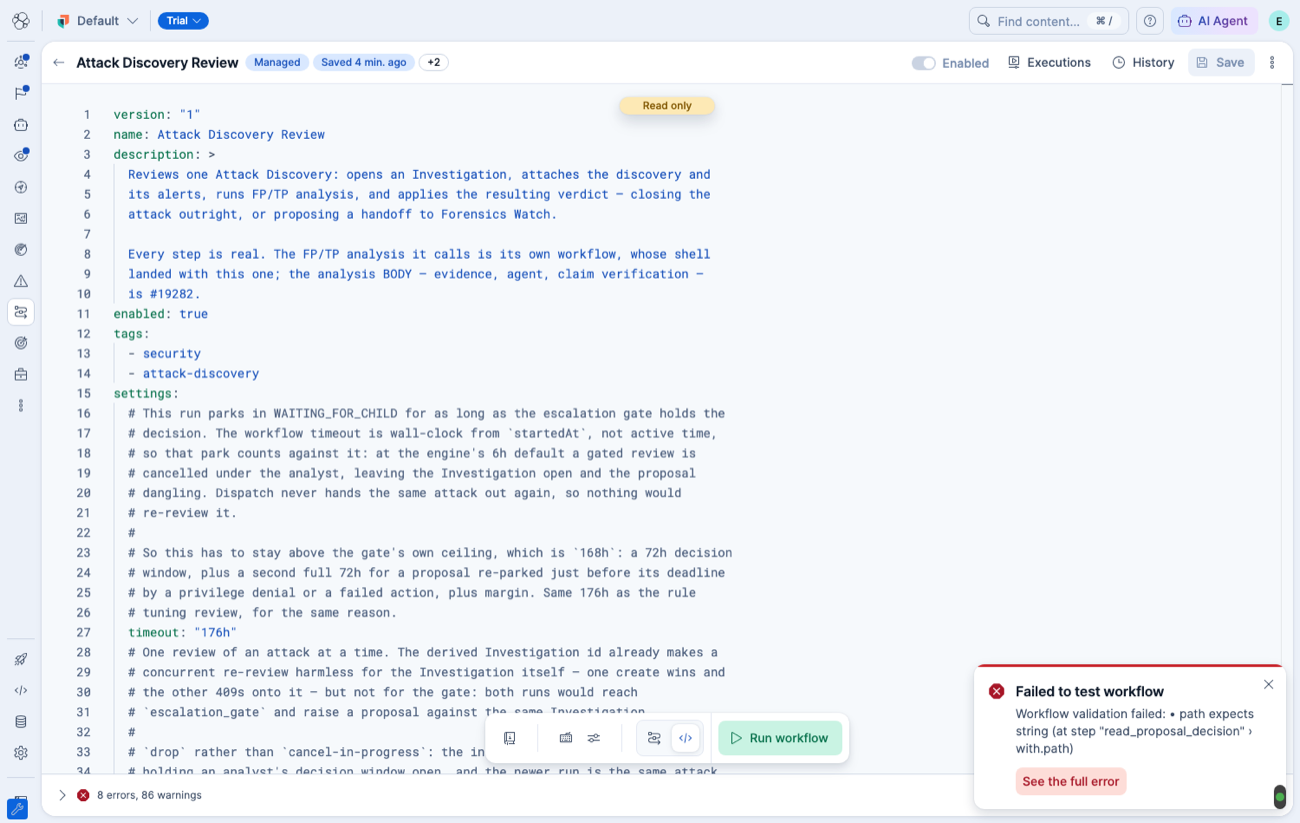 Default
Trial
Find content...
⌘ /
AI Agent
E
Attack Discovery Review
Managed
Saved 4 min. ago
+2
Enabled
Executions
History
Save
Read only
1 version: "1"
2 name: Attack Discovery Review
3 description: >
4 Reviews one Attack Discovery: opens an Investigation, attaches the discovery and
5 its alerts, runs FP/TP analysis, and applies the resulting verdict — closing the
6 attack outright, or proposing a handoff to Forensics Watch.
7
8 Every step is real. The FP/TP analysis it calls is its own workflow, whose shell
9 landed with this one; the analysis BODY — evidence, agent, claim verification —
10 is #19282.
11 enabled: true
12 tags:
13 - security
14 - attack-discovery
15 settings:
16 # This run parks in WAITING_FOR_CHILD for as long as the escalation gate holds the
17 # decision. The workflow timeout is wall-clock from `startedAt`, not active time,
18 # so that park counts against it: at the engine's 6h default a gated review is
19 # cancelled under the analyst, leaving the Investigation open and the proposal
20 # dangling. Dispatch never hands the same attack out again, so nothing would
21 # re-review it.
22 #
23 # So this has to stay above the gate's own ceiling, which is `168h`: a 72h decision
24 # window, plus a second full 72h for a proposal re-parked just before its deadline
25 # by a privilege denial or a failed action, plus margin. Same 176h as the rule
26 # tuning review, for the same reason.
27 timeout: "176h"
28 # One review of an attack at a time. The derived Investigation id already makes a
29 # concurrent re-review harmless for the Investigation itself — one create wins and
30 # the other 409s onto it — but not for the gate: both runs would reach
31 # `escalation_gate` and raise a proposal against the same Investigation.
32 #
33 # `drop` rather than `cancel-in-progress`: the in
34 # holding an analyst's decision window open, and the newer run is the same attack
Run workflow
Failed to test workflow
Workflow validation failed: • path expects
string (at step "read_proposal_decision" ›
with.path)
See the full error
8 errors, 86 warnings